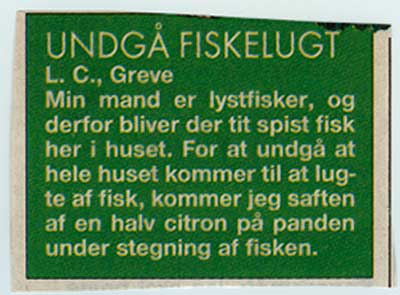 UNDGÅ FISKELUGT
L. C., Greve
Min mand er lystfisker, og
derfor bliver der tit spist fisk
her i huset. For at undgå at
hele huset kommer til at lug-
te af fisk, kommer jeg saften
af en halv citron på panden
under stegning af fisken.